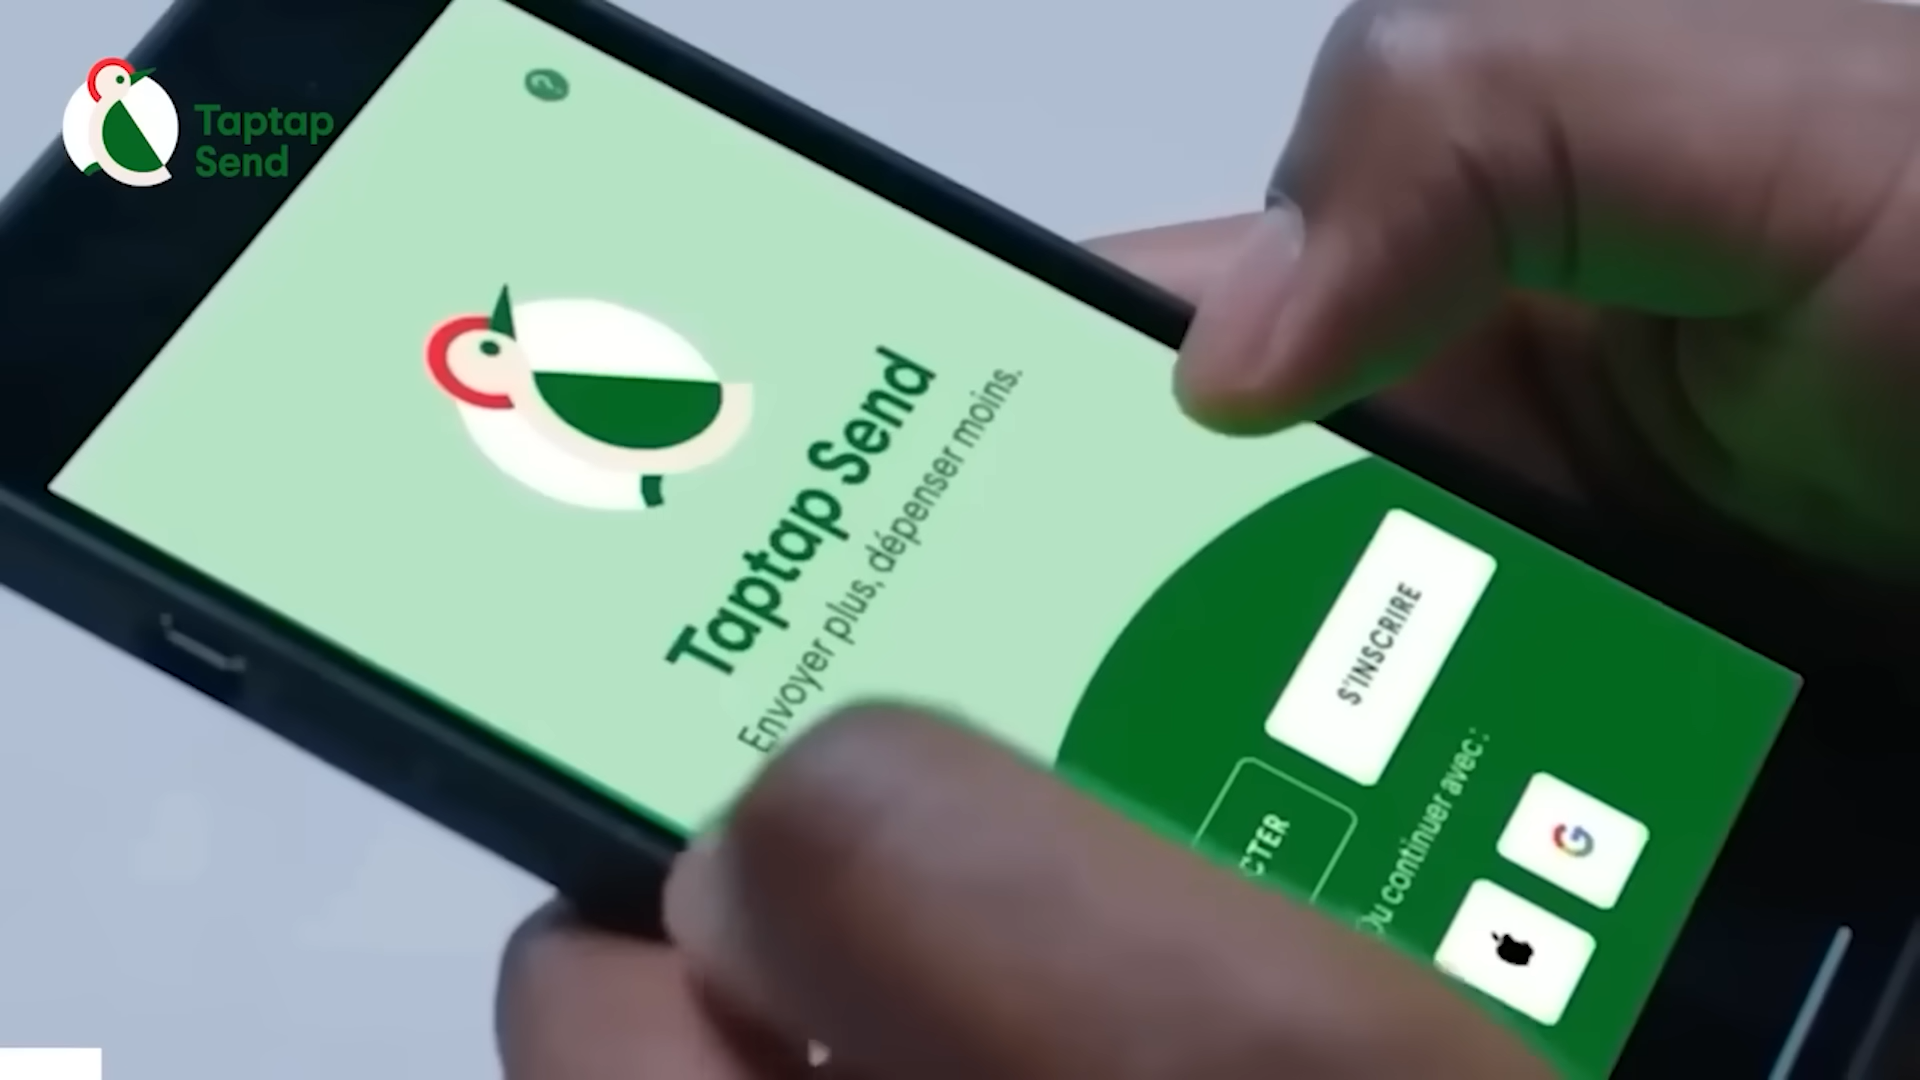 Taptap
Send
?
Taptap Send
Envoyer plus, dépenser moins.
S'INSCRIRE
CTER
Ou continuer avec :
G